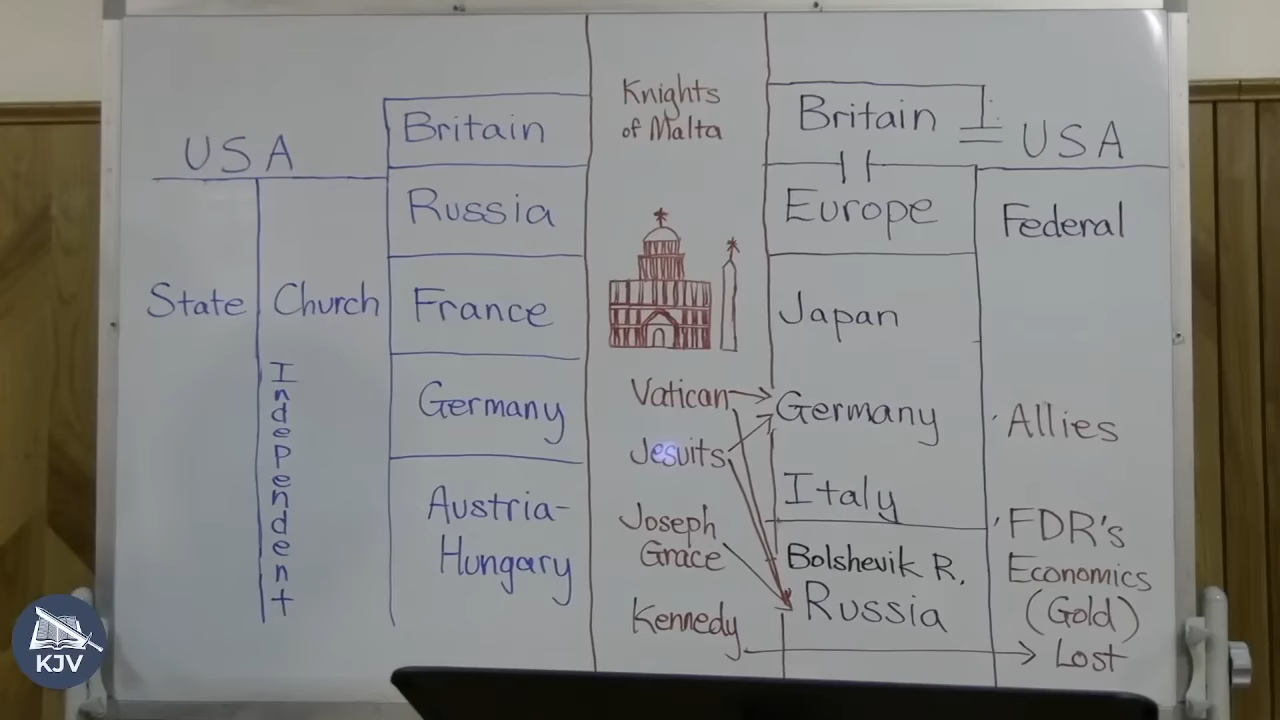 USA
State
Church
Independent
Britain
Russia
France
Germany
Austria-
Hungary
Knights
of Malta
Vatican
Jesuits
Joseph
Grace
Kennedy
Britain
Europe
Japan
Germany
Italy
Bolshevik R.
Russia
USA
Federal
Allies
FDR's
Economics
(Gold)
Lost
KJV